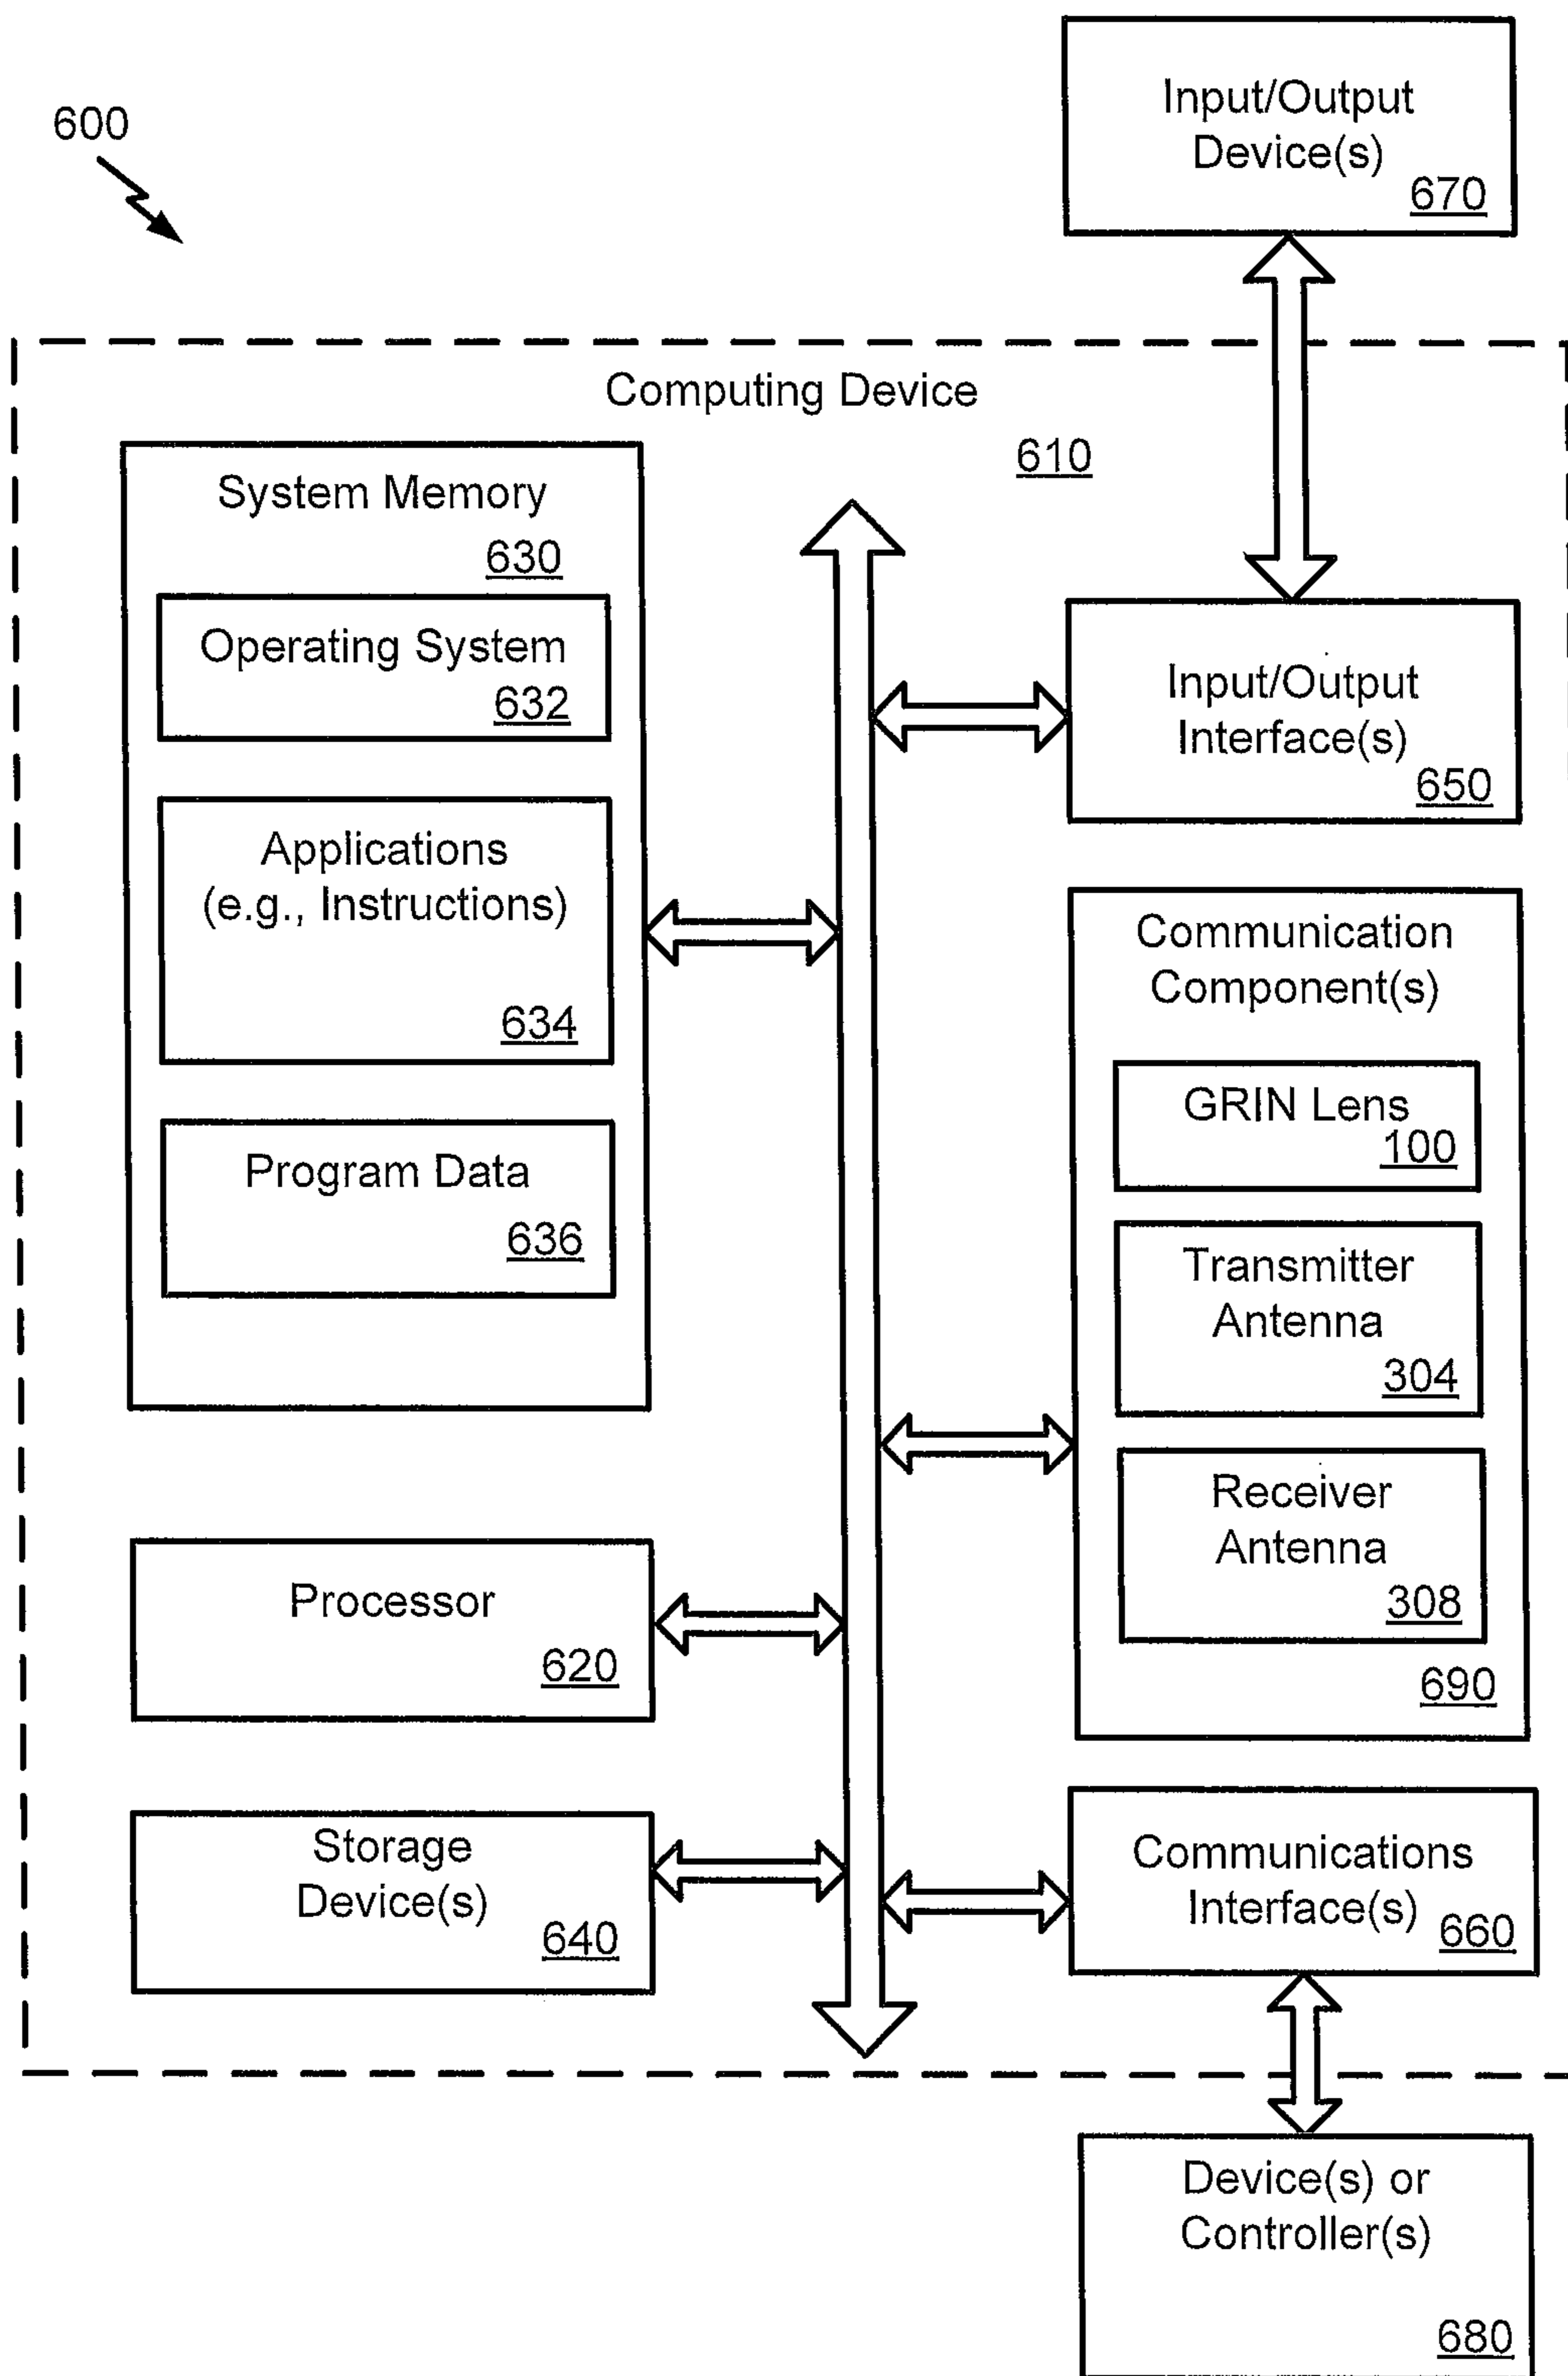 600
Input/Output
Device(s)
670
Computing Device
610
System Memory
630
Operating System
632
Applications
(e.g., Instructions)
634
Program Data
636
Processor
620
Storage
Device(s)
640
Input/Output
Interface(s)
650
Communication
Component(s)
GRIN Lens
100
Transmitter
Antenna
304
Receiver
Antenna
308
690
Communications
Interface(s)
660
Device(s) or
Controller(s)
680